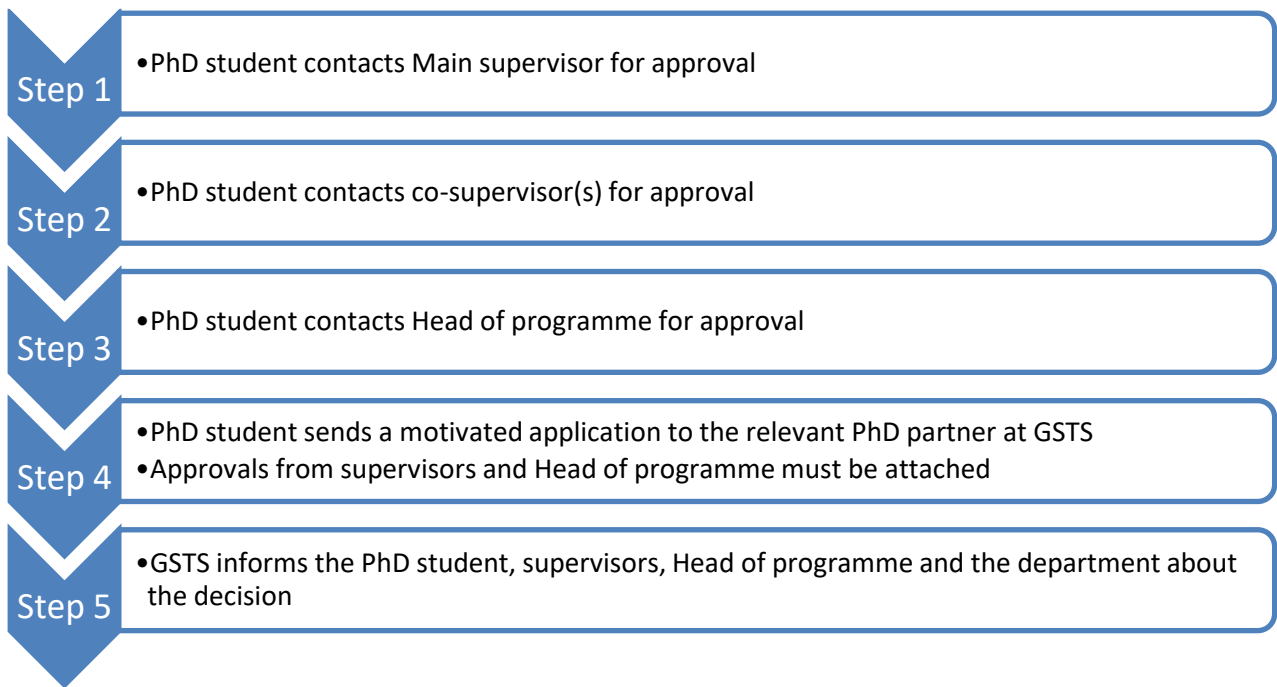 Step 1
•PhD student contacts Main supervisor for approval
Step 2
•PhD student contacts co-supervisor(s) for approval
Step 3
•PhD student contacts Head of programme for approval
Step 4
•PhD student sends a motivated application to the relevant PhD partner at GSTS
•Approvals from supervisors and Head of programme must be attached
Step 5
•GSTS informs the PhD student, supervisors, Head of programme and the department about
the decision